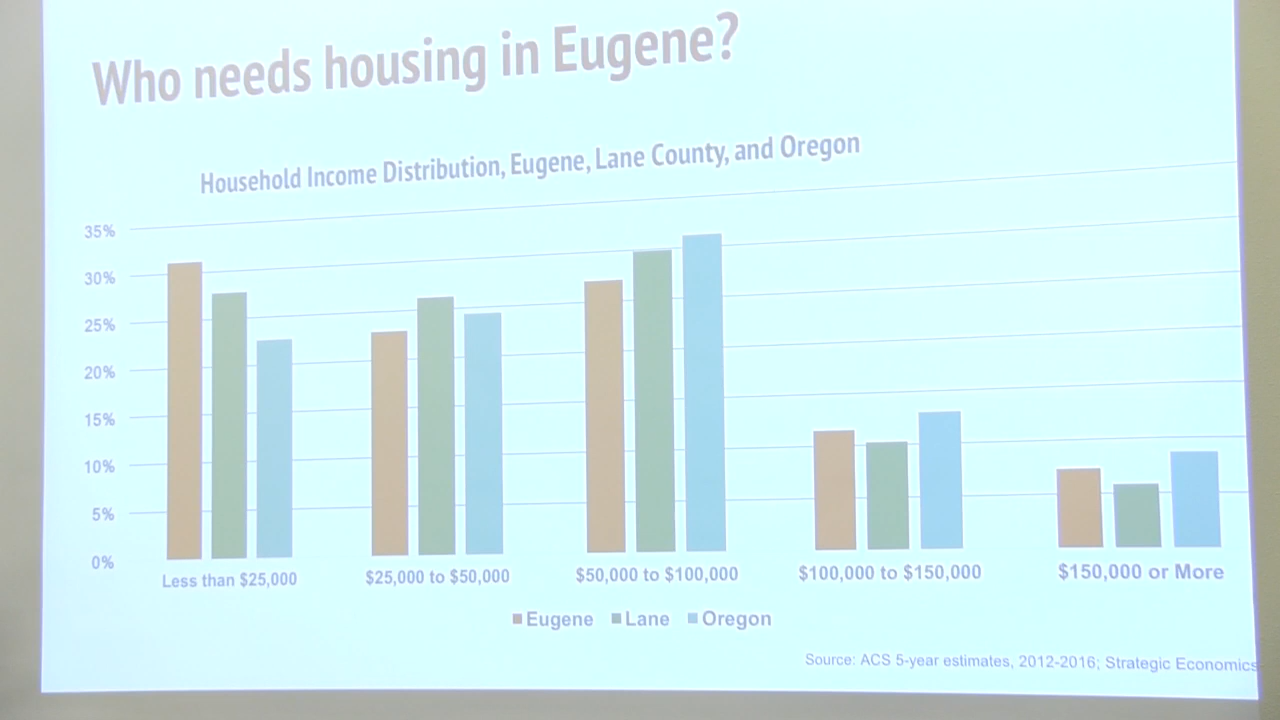 Who needs housing in Eugene?
Household Income Distribution, Eugene, Lane County, and Oregon
35%
30%
25%
20%
15%
10%
5%
0%
Less than $25,000
$25,000 to $50,000
$50,000 to $100,000
$100,000 to $150,000
$150,000 or More
Eugene Lane Oregon
Source: ACS 5-year estimates, 2012-2016; Strategic Economics